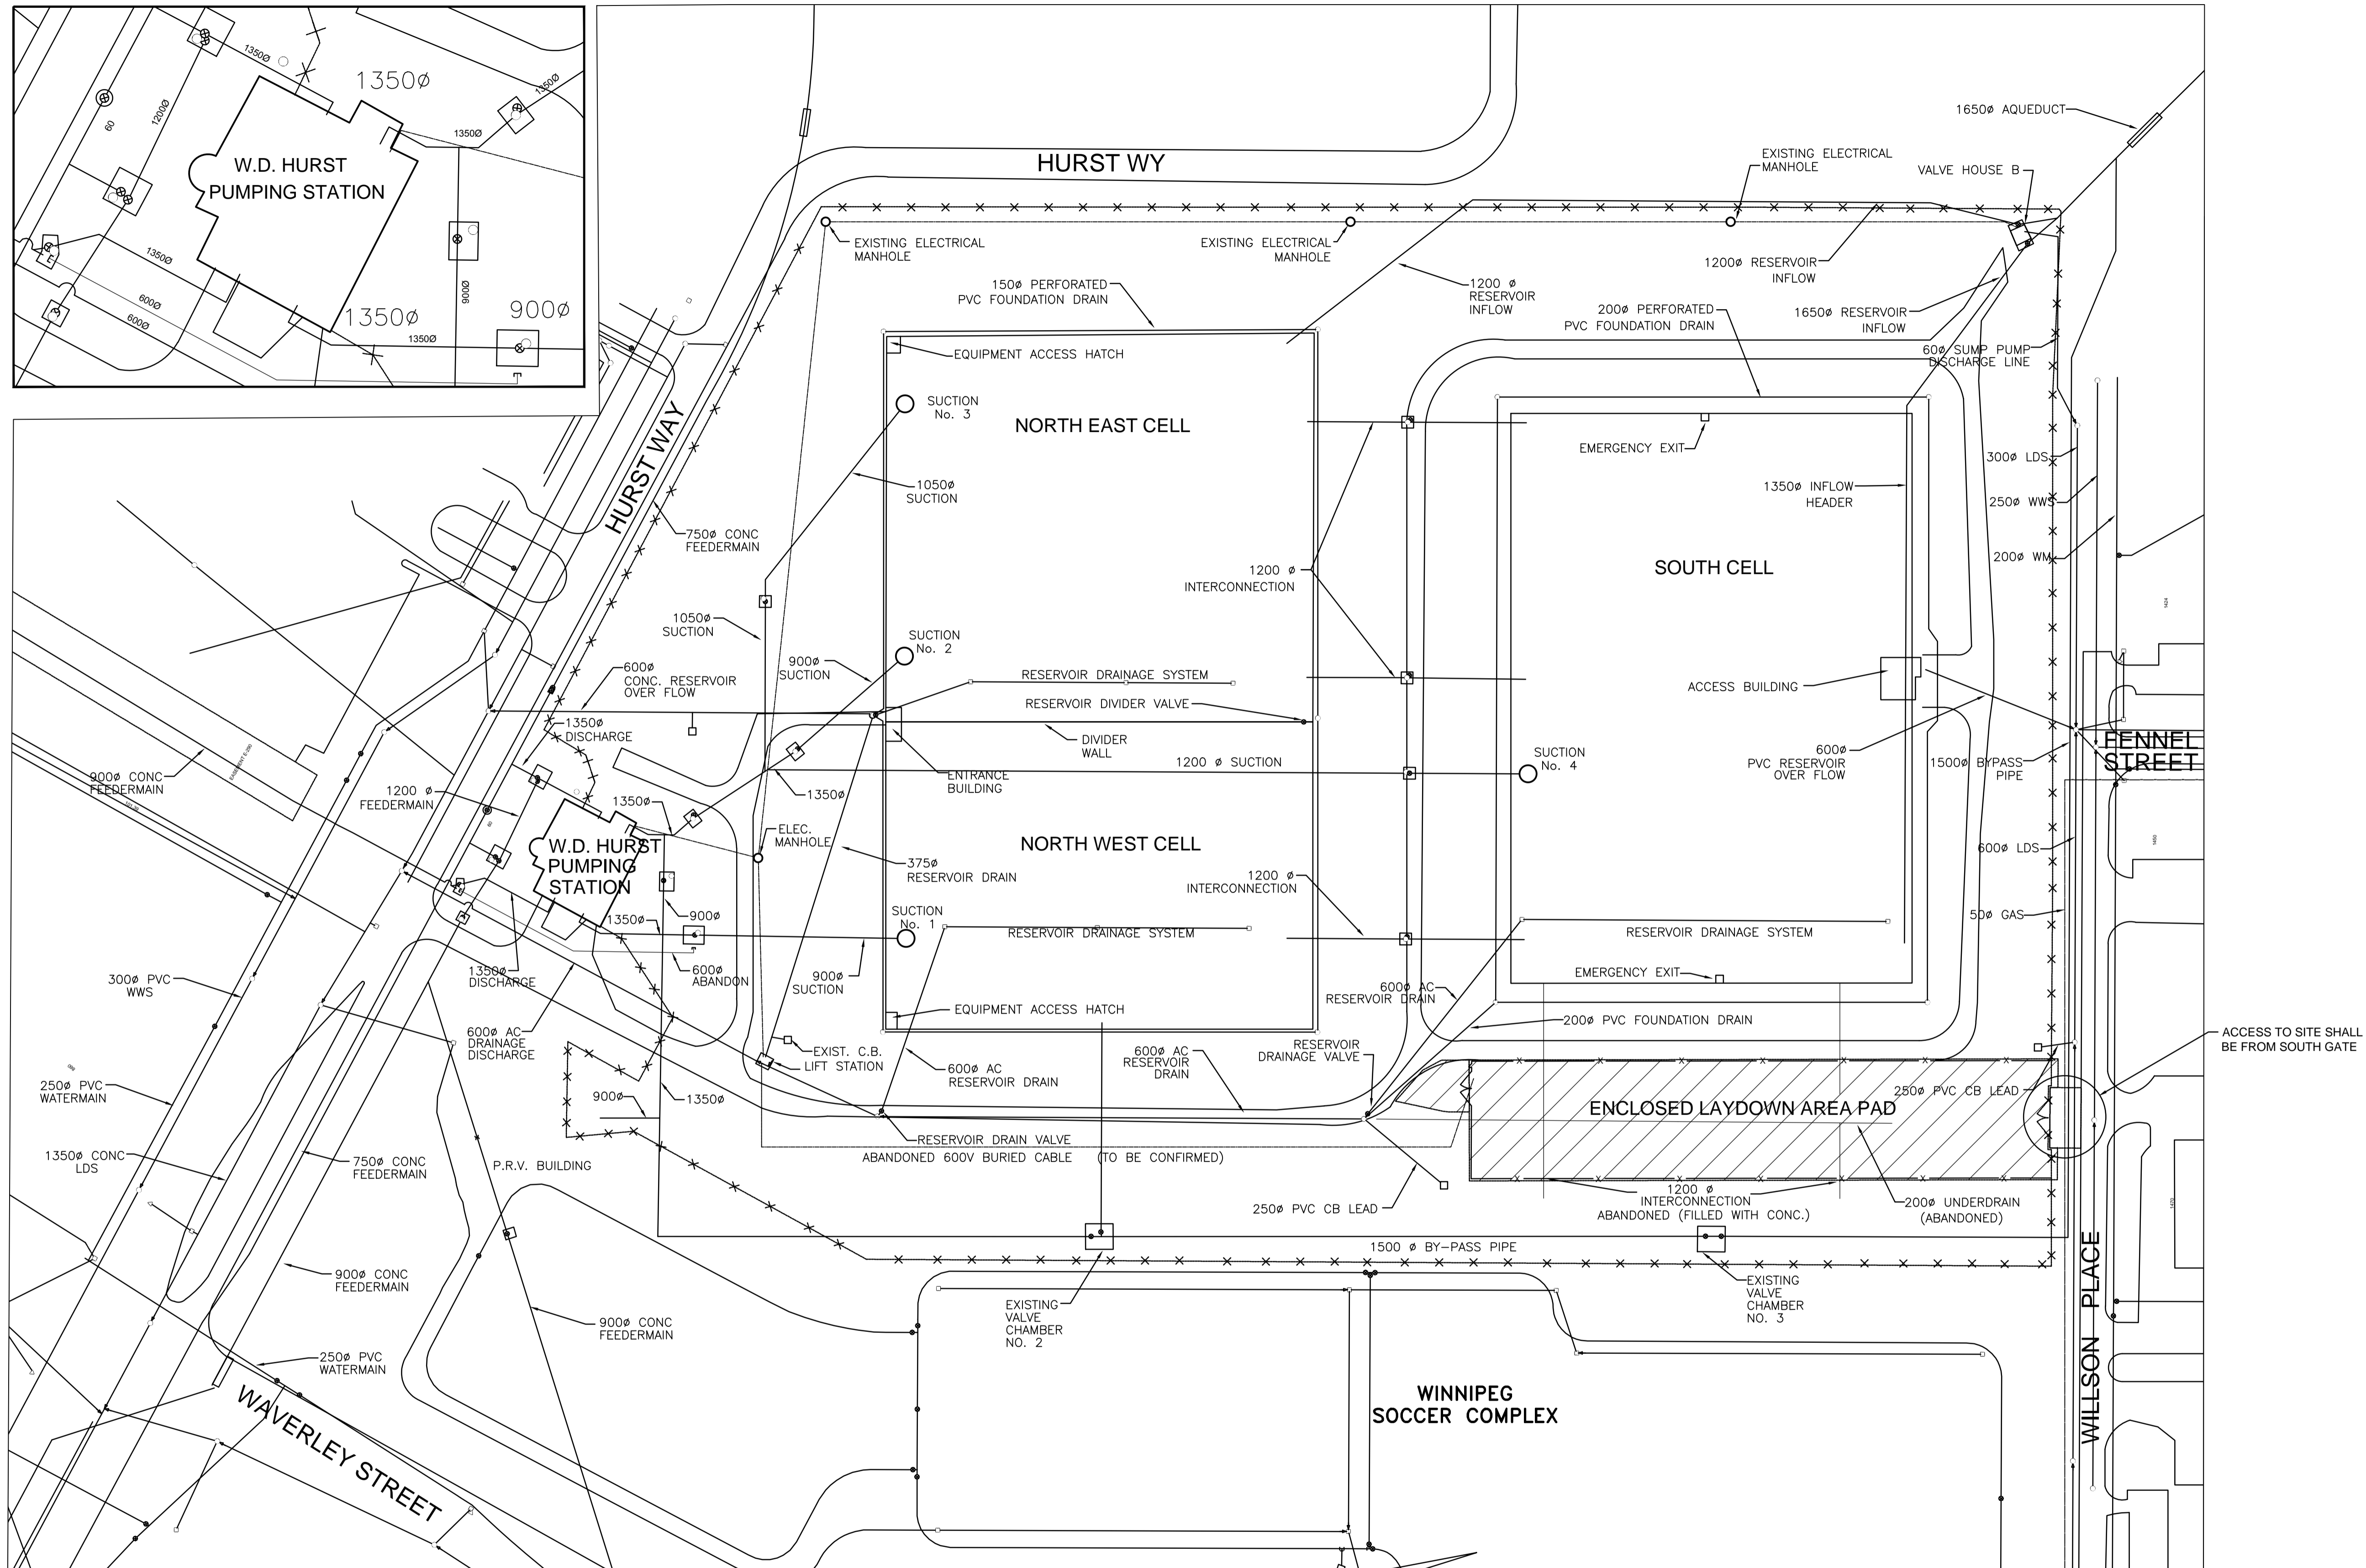 1350Ø
1350Ø
1350Ø
1200Ø
60
1350Ø
W.D. HURST
PUMPING STATION
1350Ø
900Ø
600Ø
600Ø
1350Ø
900Ø
1350Ø
HURST WY
1650Ø AQUEDUCT
EXISTING ELECTRICAL
MANHOLE
VALVE HOUSE B
EXISTING ELECTRICAL
MANHOLE
EXISTING ELECTRICAL
MANHOLE
1200Ø RESERVOIR
INFLOW
150Ø PERFORATED
PVC FOUNDATION DRAIN
1200 Ø
RESERVOIR
INFLOW
200Ø PERFORATED
PVC FOUNDATION DRAIN
1650Ø RESERVOIR
INFLOW
60Ø SUMP PUMP
DISCHARGE LINE
EQUIPMENT ACCESS HATCH
SUCTION
No. 3
NORTH EAST CELL
EMERGENCY EXIT
HURST WAY
1050Ø
SUCTION
1350Ø INFLOW
HEADER
300Ø LDS
250Ø WWS
200Ø WM
750Ø CONC
FEEDERMAIN
1200 Ø
INTERCONNECTION
SOUTH CELL
1424
1050Ø
SUCTION
SUCTION
No. 2
900Ø
SUCTION
600Ø
CONC. RESERVOIR
OVER FLOW
RESERVOIR DRAINAGE SYSTEM
RESERVOIR DIVIDER VALVE
ACCESS BUILDING
1350Ø
DISCHARGE
DIVIDER
WALL
1200 Ø SUCTION
SUCTION
No. 4
600Ø
PVC RESERVOIR
OVER FLOW
1500Ø BYPASS
PIPE
FENNEL
STREET
900Ø CONC
FEEDERMAIN
EASEMENT E-290
1200 Ø
FEEDERMAIN
1350Ø
1350Ø
ENTRANCE
BUILDING
60
W.D. HURST
PUMPING
STATION
ELEC.
MANHOLE
NORTH WEST CELL
375Ø
RESERVOIR DRAIN
1200 Ø
INTERCONNECTION
600Ø LDS
1450
50Ø GAS
1350Ø
900Ø
SUCTION
No. 1
RESERVOIR DRAINAGE SYSTEM
RESERVOIR DRAINAGE SYSTEM
1350Ø
DISCHARGE
600Ø
ABANDON
900Ø
SUCTION
EMERGENCY EXIT
600Ø AC
RESERVOIR DRAIN
300Ø PVC
WWS
EQUIPMENT ACCESS HATCH
200Ø PVC FOUNDATION DRAIN
600Ø AC
DRAINAGE
DISCHARGE
EXIST. C.B.
LIFT STATION
600Ø AC
RESERVOIR DRAIN
600Ø AC
RESERVOIR
DRAIN
RESERVOIR
DRAINAGE VALVE
ACCESS TO SITE SHALL
BE FROM SOUTH GATE
250Ø PVC
WATERMAIN
900Ø
1350Ø
250Ø PVC CB LEAD
ENCLOSED LAYDOWN AREA PAD
RESERVOIR DRAIN VALVE
ABANDONED 600V BURIED CABLE (TO BE CONFIRMED)
1350Ø CONC
LDS
750Ø CONC
FEEDERMAIN
P.R.V. BUILDING
250Ø PVC CB LEAD
1200 Ø
INTERCONNECTION
ABANDONED (FILLED WITH CONC.)
200Ø UNDERDRAIN
(ABANDONED)
1470
1500 Ø BY-PASS PIPE
900Ø CONC
FEEDERMAIN
900Ø CONC
FEEDERMAIN
EXISTING
VALVE
CHAMBER
NO. 2
EXISTING
VALVE
CHAMBER
NO. 3
WILLSON PLACE
250Ø PVC
WATERMAIN
WAVERLEY STREET
WINNIPEG
SOCCER COMPLEX